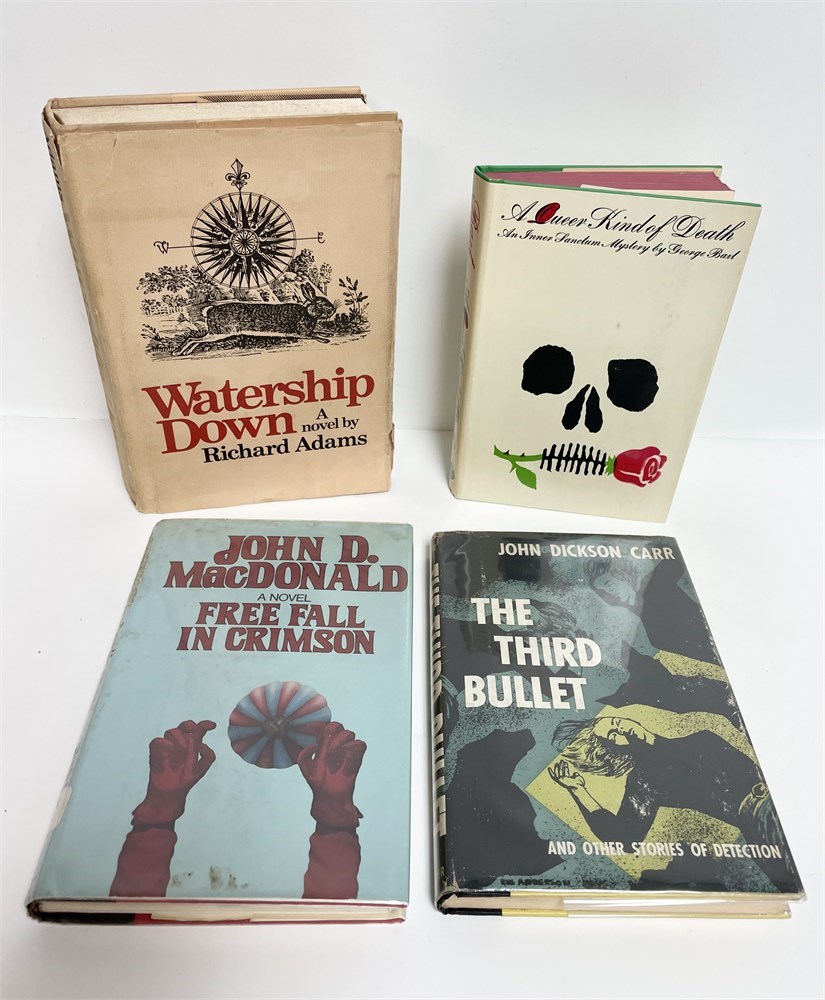 W
E
Watership
Down
A
novel by
Richard Adams
A Queer Kind of Death
An Inner Sanctum Mystery by George Baxt
JOHN D.
MACDONALD
A NOVEL
FREE FALL
IN CRIMSON
JOHN DICKSON CARR
THE
THIRD
BULLET
AND OTHER STORIES OF DETECTION